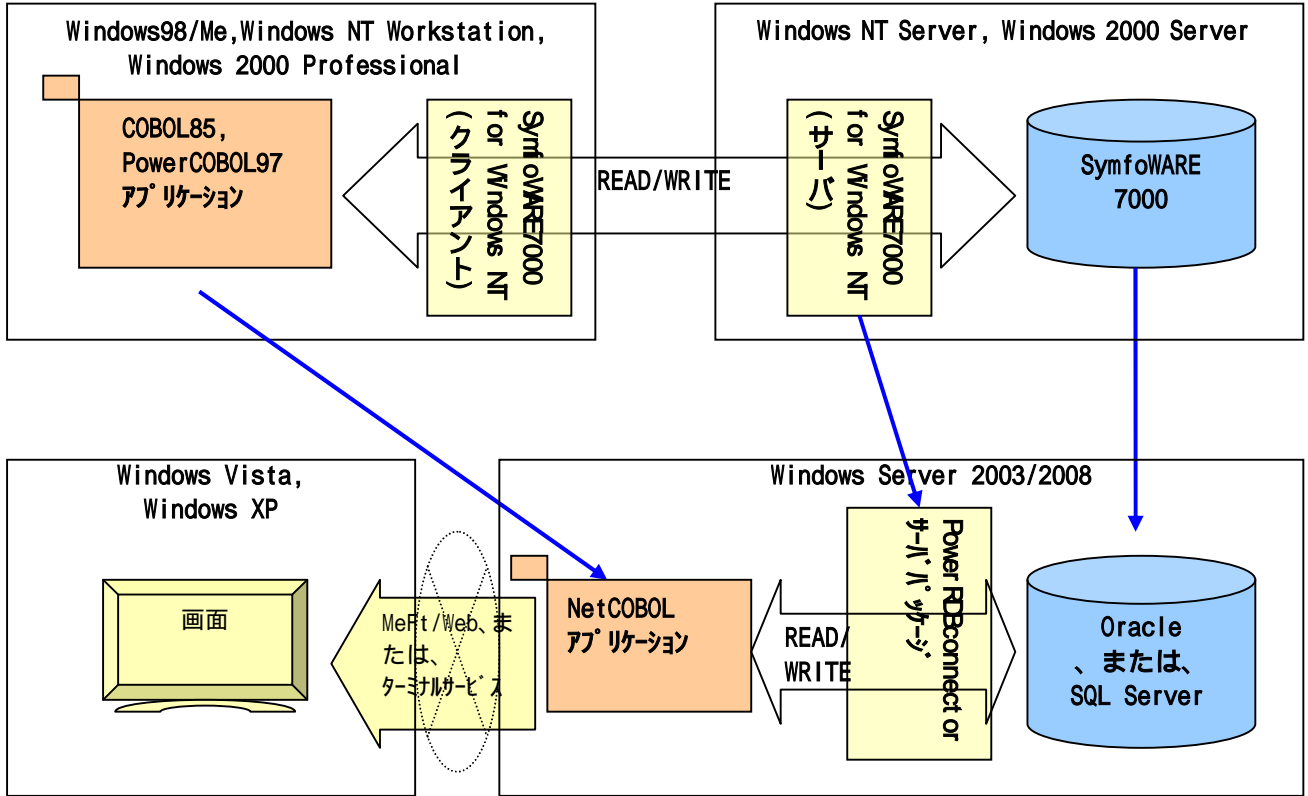 Windows98/Me,Windows NT Workstation,
Windows 2000 Professional
COBOL85,
PowerCOBOL97
アプリケーション
SymfoWARE7000
for Windows NT
(クライアント)
READ/WRITE
Windows NT Server, Windows 2000 Server
SymfoWARE7000
for Windows NT
(サーバ)
SymfoWARE
7000
Windows Vista,
Windows XP
画面
MeFt/Web、ま
たは、
ターミナルサービス
Windows Server 2003/2008
NetCOBOL
アプリケーション
READ/
WRITE
PowerRDBconnector
サーバパッケージ
Oracle
、または、
SQL Server